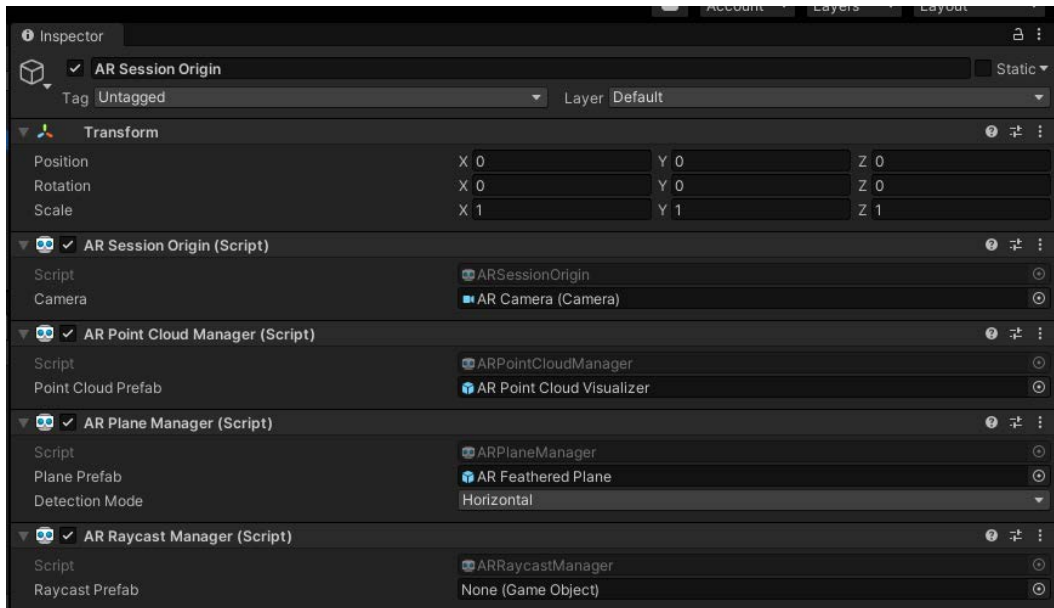 Account Layers Layout
Inspector
AR Session Origin Static
Tag Untagged Layer Default
Transform
Position X 0 Y 0 Z 0
Rotation X 0 Y 0 Z 0
Scale X 1 Y 1 Z 1
AR Session Origin (Script)
Script ARSessionOrigin
Camera AR Camera (Camera)
AR Point Cloud Manager (Script)
Script ARPointCloudManager
Point Cloud Prefab AR Point Cloud Visualizer
AR Plane Manager (Script)
Script ARPlaneManager
Plane Prefab AR Feathered Plane
Detection Mode Horizontal
AR Raycast Manager (Script)
Script ARRaycastManager
Raycast Prefab None (Game Object)